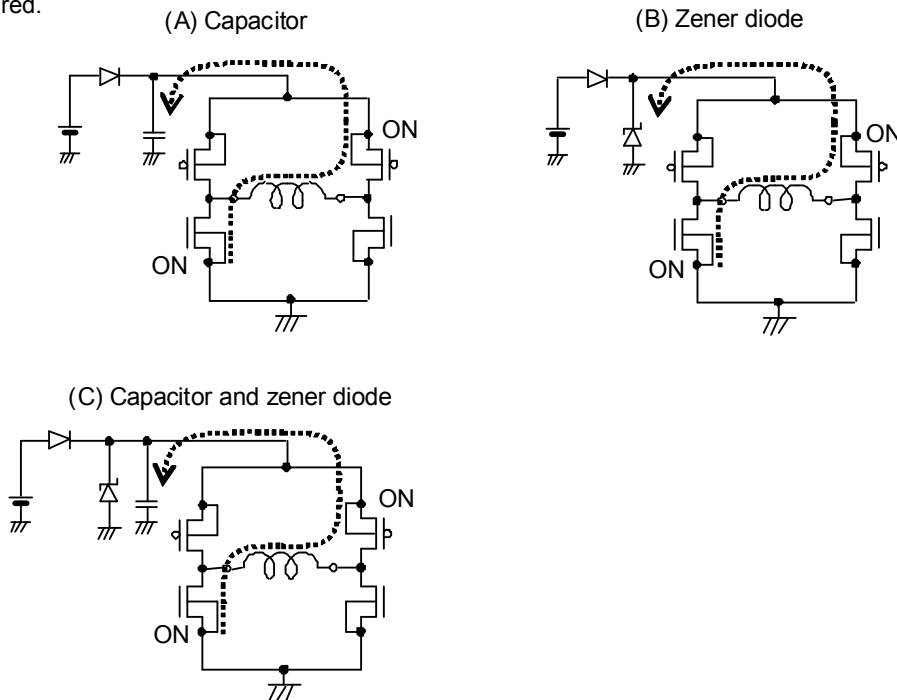 red.
(A) Capacitor
ON
ON
(B) Zener diode
ON
ON
(C) Capacitor and zener diode
ON
ON